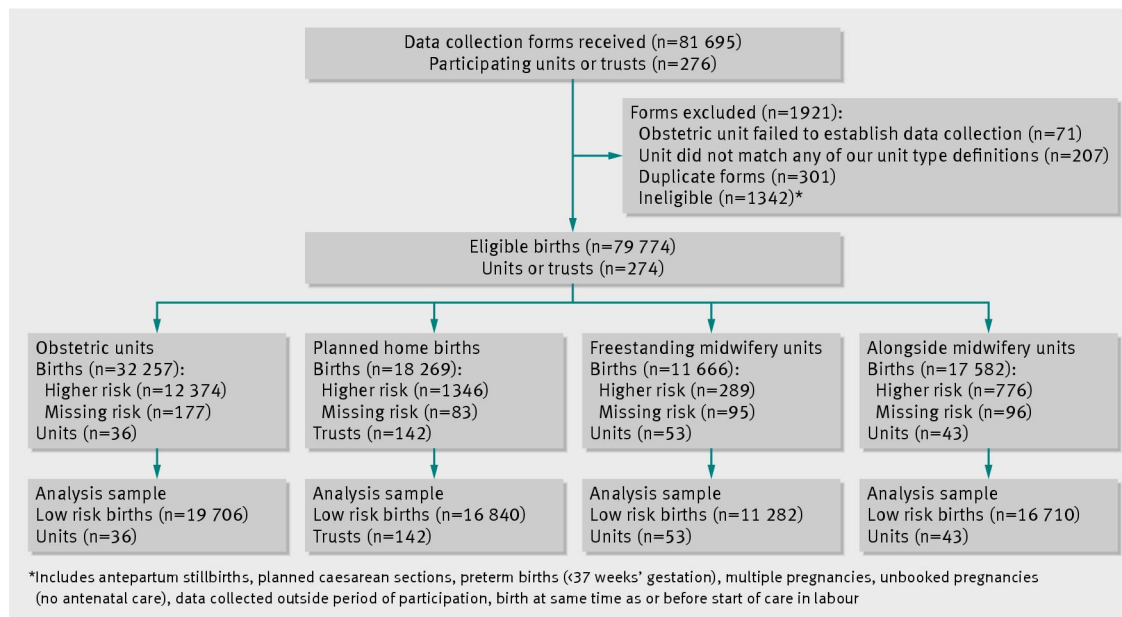 Data collection forms received (n=81 695)
Participating units or trusts (n=276)
Forms excluded (n=1921):
Obstetric unit failed to establish data collection (n=71)
Unit did not match any of our unit type definitions (n=207)
Duplicate forms (n=301)
Ineligible (n=1342)*
Eligible births (n=79 774)
Units or trusts (n=274)
Obstetric units
Births (n=32 257):
Higher risk (n=12 374)
Missing risk (n=177)
Units (n=36)
Planned home births
Births (n=18 269):
Higher risk (n=1346)
Missing risk (n=83)
Trusts (n=142)
Freestanding midwifery units
Births (n=11 666):
Higher risk (n=289)
Missing risk (n=95)
Units (n=53)
Alongside midwifery units
Births (n=17 582):
Higher risk (n=776)
Missing risk (n=96)
Units (n=43)
Analysis sample
Low risk births (n=19 706)
Units (n=36)
Analysis sample
Low risk births (n=16 840)
Trusts (n=142)
Analysis sample
Low risk births (n=11 282)
Units (n=53)
Analysis sample
Low risk births (n=16 710)
Units (n=43)
*Includes antepartum stillbirths, planned caesarean sections, preterm births (<37 weeks’ gestation), multiple pregnancies, unbooked pregnancies
(no antenatal care), data collected outside period of participation, birth at same time as or before start of care in labour